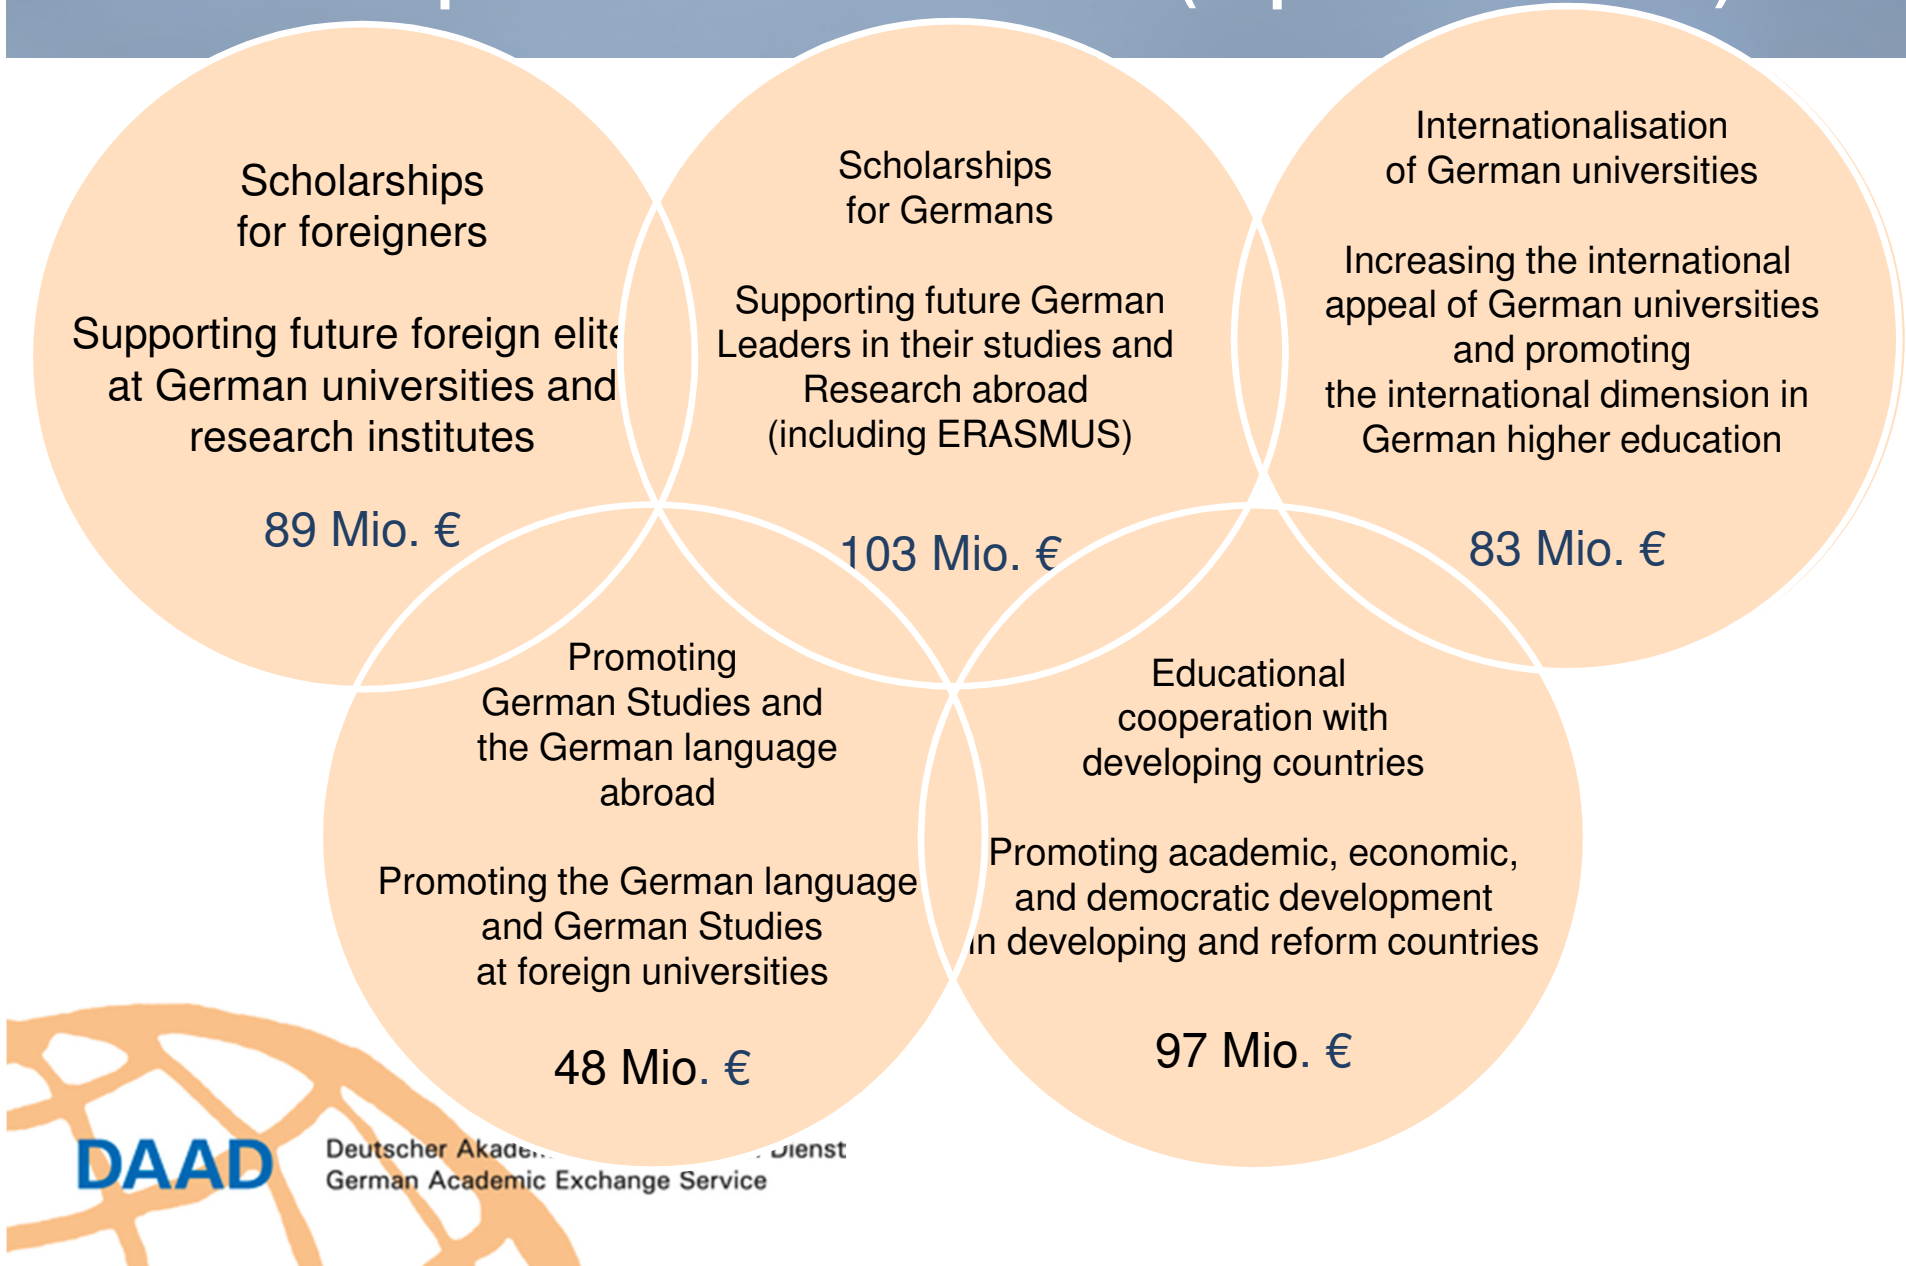 Scholarships
for foreigners
Supporting future foreign elite
at German universities and
research institutes
89 Mio. €
Scholarships
for Germans
Supporting future German
Leaders in their studies and
Research abroad
(including ERASMUS)
103 Mio. €
Internationalisation
of German universities
Increasing the international
appeal of German universities
and promoting
the international dimension in
German higher education
83 Mio. €
Promoting
German Studies and
the German language
abroad
Promoting the German language
and German Studies
at foreign universities
48 Mio. €
Educational
cooperation with
developing countries
Promoting academic, economic,
and democratic development
in developing and reform countries
97 Mio. €
DAAD
Deutscher Dienst
German Academic Exchange Service